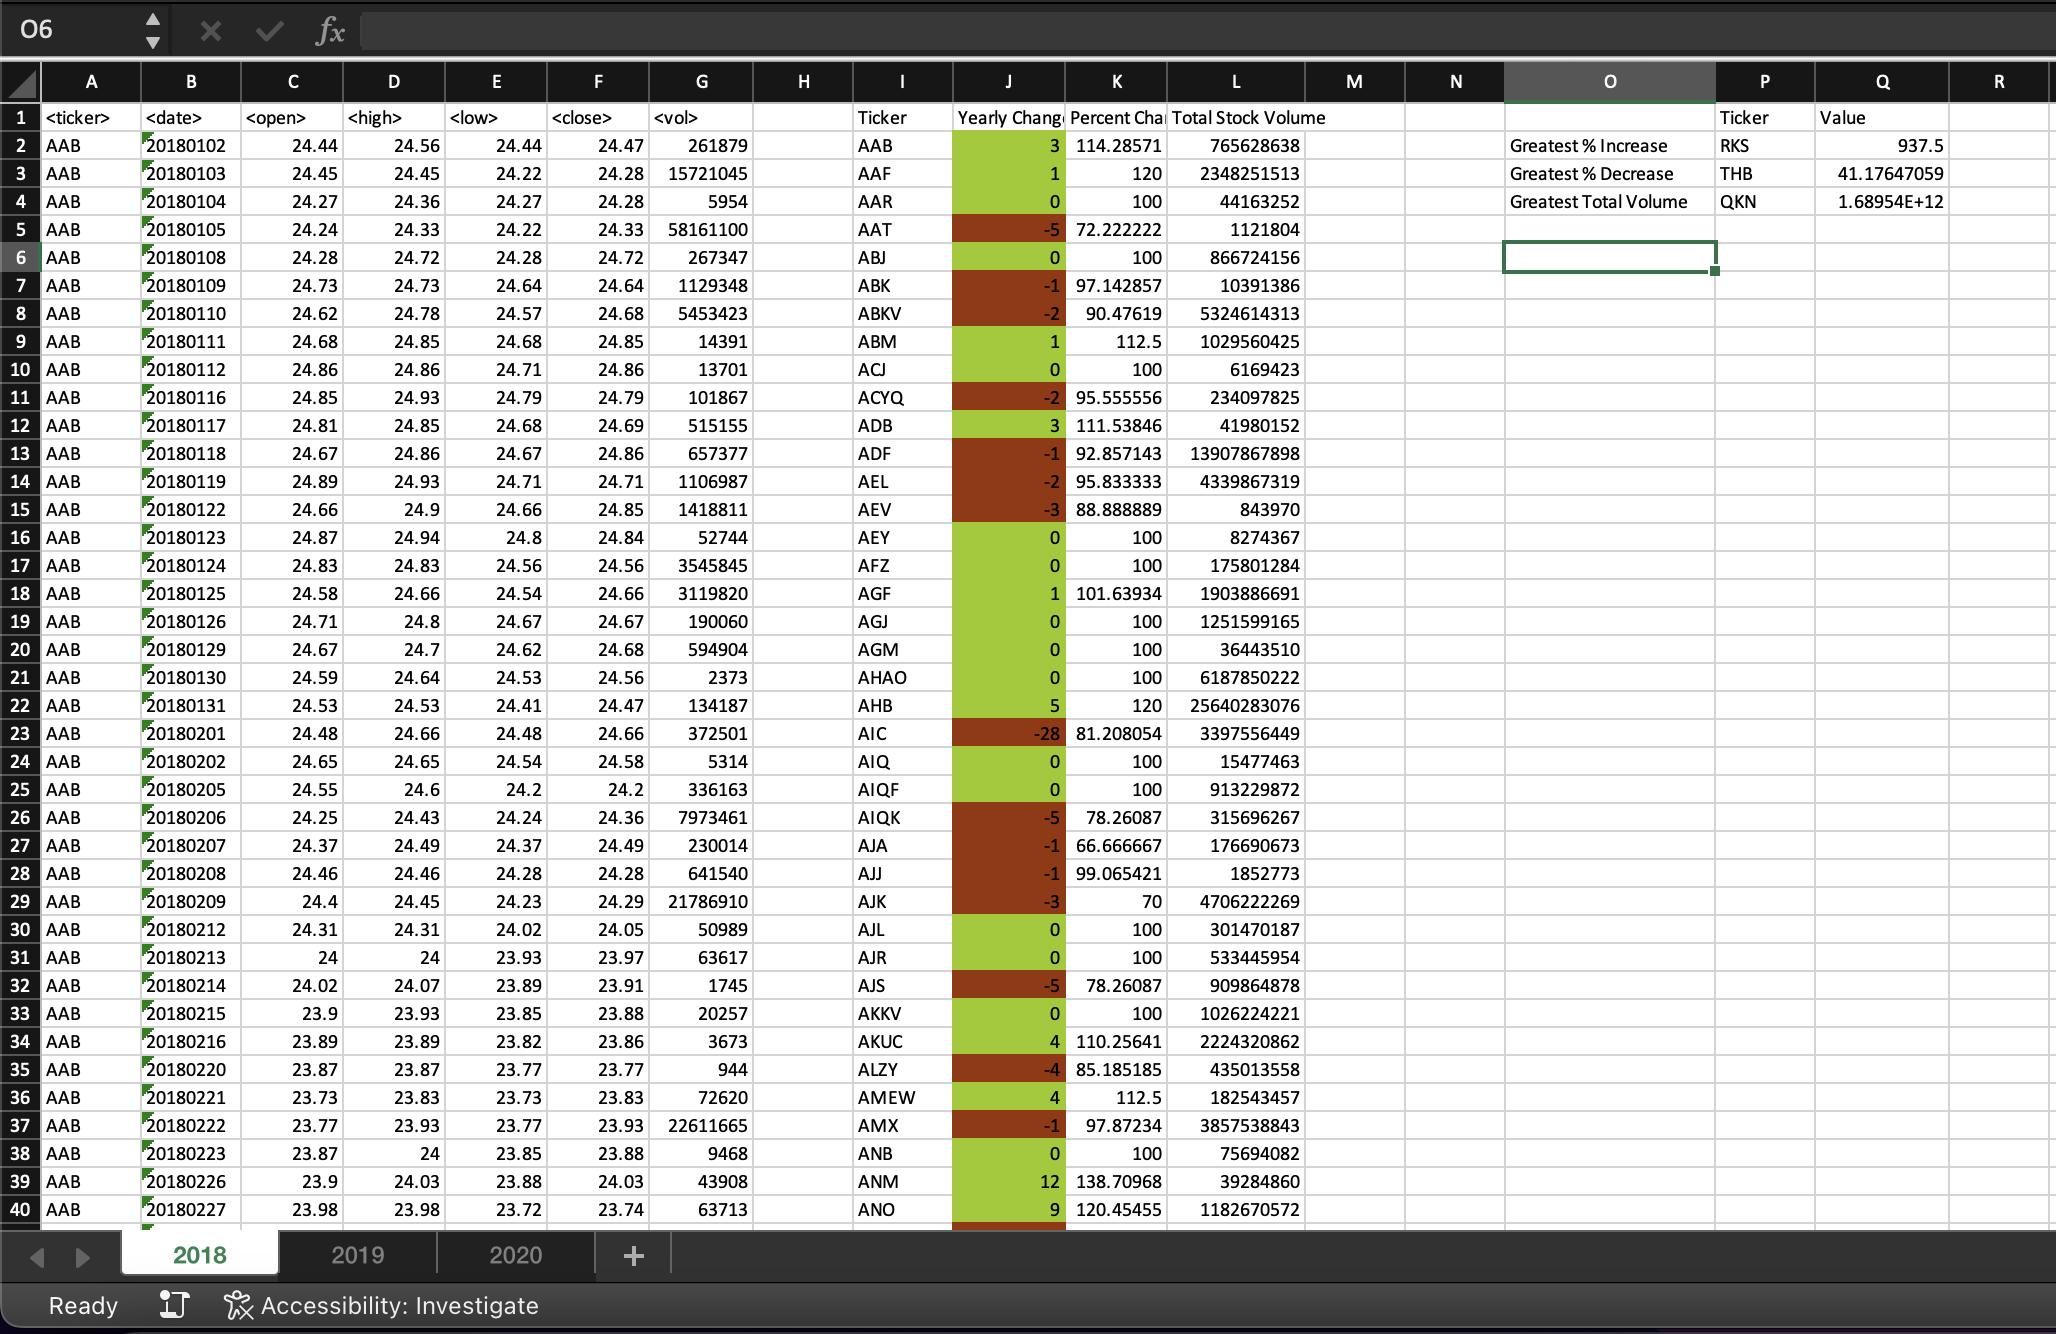 O6 fx
A B C D E F G H I J K L M N O P Q R
1 <ticker> <date> <open> <high> <low> <close> <vol> Ticker Yearly Chang Percent Cha Total Stock Volume Ticker Value
2 AAB 20180102 24.44 24.56 24.44 24.47 261879 AAB 3 114.28571 765628638 Greatest % Increase RKS 937.5
3 AAB 20180103 24.45 24.45 24.22 24.28 15721045 AAF 1 120 2348251513 Greatest % Decrease THB 41.17647059
4 AAB 20180104 24.27 24.36 24.27 24.28 5954 AAR 0 100 44163252 Greatest Total Volume QKN 1.68954E+12
5 AAB 20180105 24.24 24.33 24.22 24.33 58161100 AAT -5 72.222222 1121804
6 AAB 20180108 24.28 24.72 24.28 24.72 267347 ABJ 0 100 866724156
7 AAB 20180109 24.73 24.73 24.64 24.64 1129348 ABK -1 97.142857 10391386
8 AAB 20180110 24.62 24.78 24.57 24.68 5453423 ABKV -2 90.47619 5324614313
9 AAB 20180111 24.68 24.85 24.68 24.85 14391 ABM 1 112.5 1029560425
10 AAB 20180112 24.86 24.86 24.71 24.86 13701 ACJ 0 100 6169423
11 AAB 20180116 24.85 24.93 24.79 24.79 101867 ACYQ -2 95.555556 234097825
12 AAB 20180117 24.81 24.85 24.68 24.69 515155 ADB 3 111.53846 41980152
13 AAB 20180118 24.67 24.86 24.67 24.86 657377 ADF -1 92.857143 13907867898
14 AAB 20180119 24.89 24.93 24.71 24.71 1106987 AEL -2 95.833333 4339867319
15 AAB 20180122 24.66 24.9 24.66 24.85 1418811 AEV -3 88.888889 843970
16 AAB 20180123 24.87 24.94 24.8 24.84 52744 AEY 0 100 8274367
17 AAB 20180124 24.83 24.83 24.56 24.56 3545845 AFZ 0 100 175801284
18 AAB 20180125 24.58 24.66 24.54 24.66 3119820 AGF 1 101.63934 1903886691
19 AAB 20180126 24.71 24.8 24.67 24.67 190060 AGJ 0 100 1251599165
20 AAB 20180129 24.67 24.7 24.62 24.68 594904 AGM 0 100 36443510
21 AAB 20180130 24.59 24.64 24.53 24.56 2373 AHAO 0 100 6187850222
22 AAB 20180131 24.53 24.53 24.41 24.47 134187 AHB 5 120 25640283076
23 AAB 20180201 24.48 24.66 24.48 24.66 372501 AIC -28 81.208054 3397556449
24 AAB 20180202 24.65 24.65 24.54 24.58 5314 AIQ 0 100 15477463
25 AAB 20180205 24.55 24.6 24.2 24.2 336163 AIQF 0 100 913229872
26 AAB 20180206 24.25 24.43 24.24 24.36 7973461 AIQK -5 78.26087 315696267
27 AAB 20180207 24.37 24.49 24.37 24.49 230014 AJA -1 66.666667 176690673
28 AAB 20180208 24.46 24.46 24.28 24.28 641540 AJJ -1 99.065421 1852773
29 AAB 20180209 24.4 24.45 24.23 24.29 21786910 AJK -3 70 4706222269
30 AAB 20180212 24.31 24.31 24.02 24.05 50989 AJL 0 100 301470187
31 AAB 20180213 24 24 23.93 23.97 63617 AJR 0 100 533445954
32 AAB 20180214 24.02 24.07 23.89 23.91 1745 AJS -5 78.26087 909864878
33 AAB 20180215 23.9 23.93 23.85 23.88 20257 AKKV 0 100 1026224221
34 AAB 20180216 23.89 23.89 23.82 23.86 3673 AKUC 4 110.25641 2224320862
35 AAB 20180220 23.87 23.87 23.77 23.77 944 ALZY -4 85.185185 435013558
36 AAB 20180221 23.73 23.83 23.73 23.83 72620 AMEW 4 112.5 182543457
37 AAB 20180222 23.77 23.93 23.77 23.93 22611665 AMX -1 97.87234 3857538843
38 AAB 20180223 23.87 24 23.85 23.88 9468 ANB 0 100 75694082
39 AAB 20180226 23.9 24.03 23.88 24.03 43908 ANM 12 138.70968 39284860
40 AAB 20180227 23.98 23.98 23.72 23.74 63713 ANO 9 120.45455 1182670572
2018 2019 2020 +
Ready Accessibility: Investigate